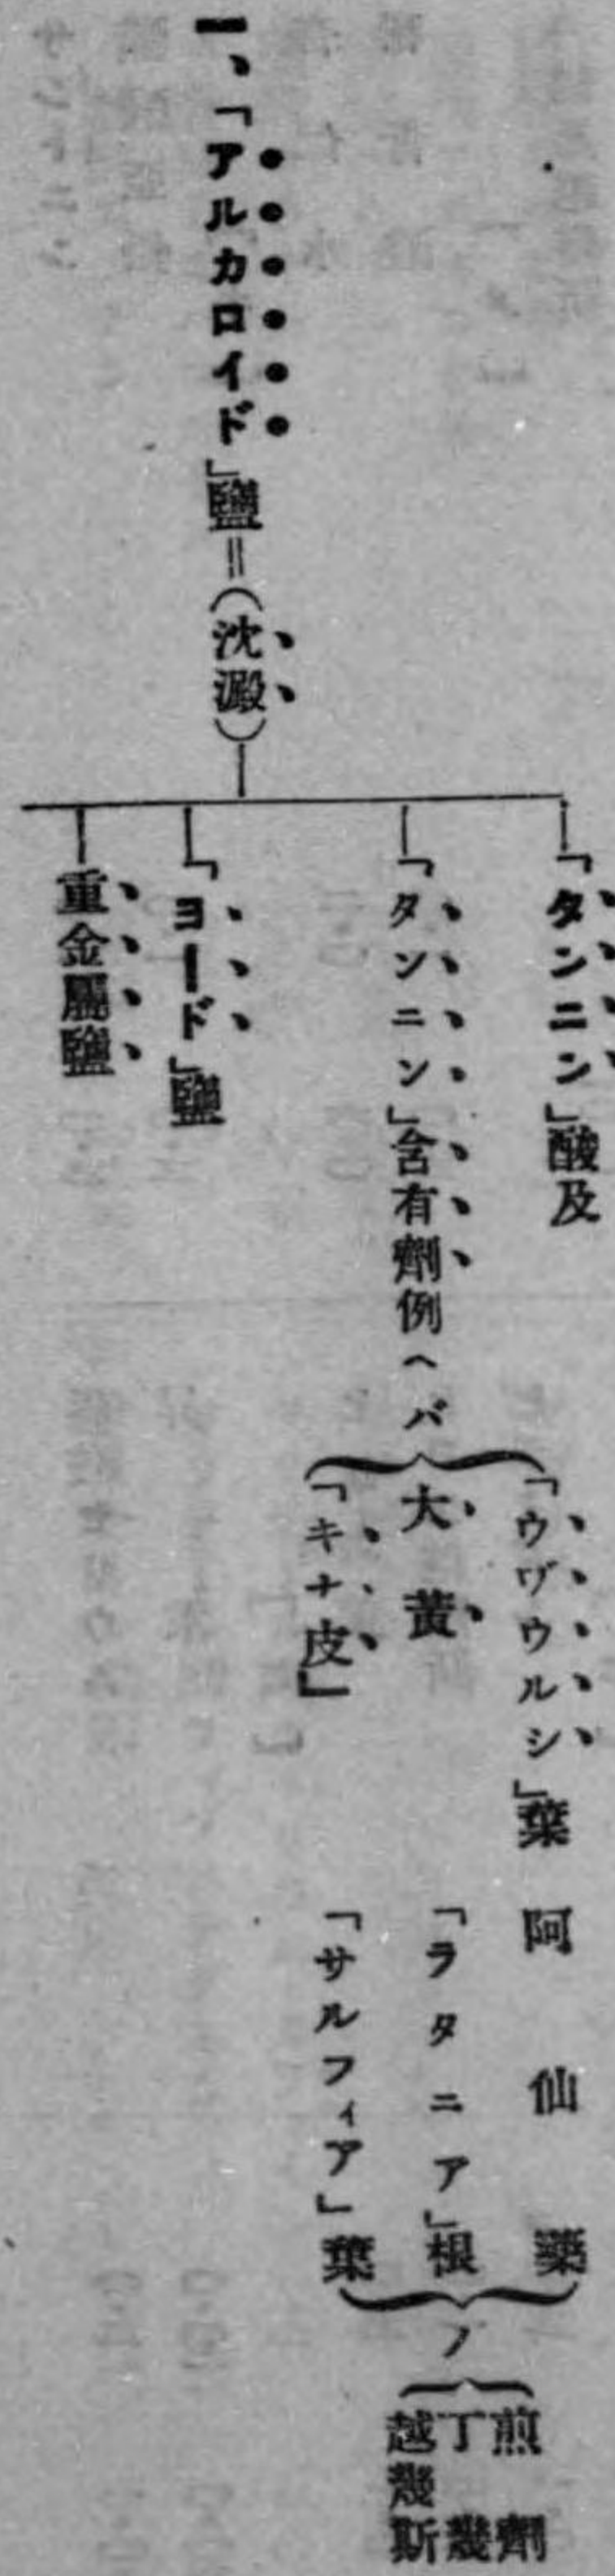 一、「アルカロイド」鹽=(沈澱)
「タンニン」酸及
「タンニン」含有劑例ヘバ
「ウヴウルシ」葉
大黃
「キナ皮」
阿仙藥
「ラタニア」根
「サルフィア」葉
ノ
煎劑
丁幾
越幾斯
「ヨード」鹽
重金屬鹽